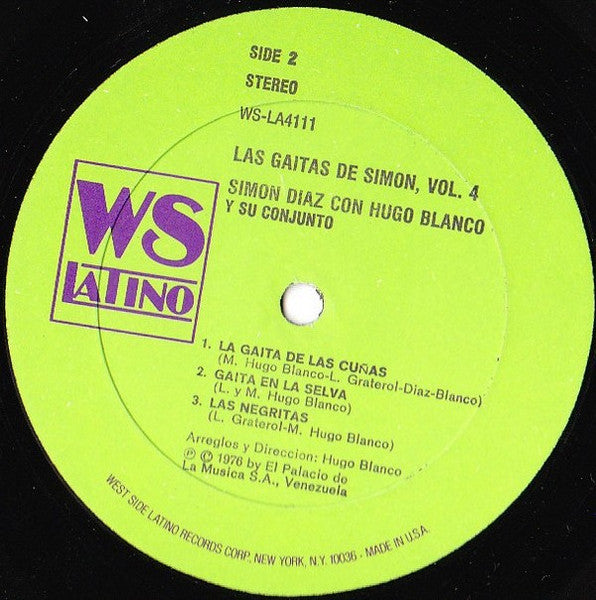 SIDE 2
STEREO
WS-LA4111
LAS GAITAS DE SIMON, VOL. 4
SIMON DIAZ CON HUGO BLANCO
Y SU CONJUNTO
WS
LATINO
1. LA GAITA DE LAS CUÑAS
(M. Hugo Blanco-L. Graterol-Diaz-Blanco)
2. GAITA EN LA SELVA
(L. y M. Hugo Blanco)
3. LAS NEGRITAS
(L. Graterol-M. Hugo Blanco)
Arreglos y Direccion: Hugo Blanco
℗ © 1976 by El Palacio de
La Musica S.A., Venezuela
WEST SIDE LATINO RECORDS CORP., NEW YORK, N.Y. 10036 - MADE IN U.S.A.